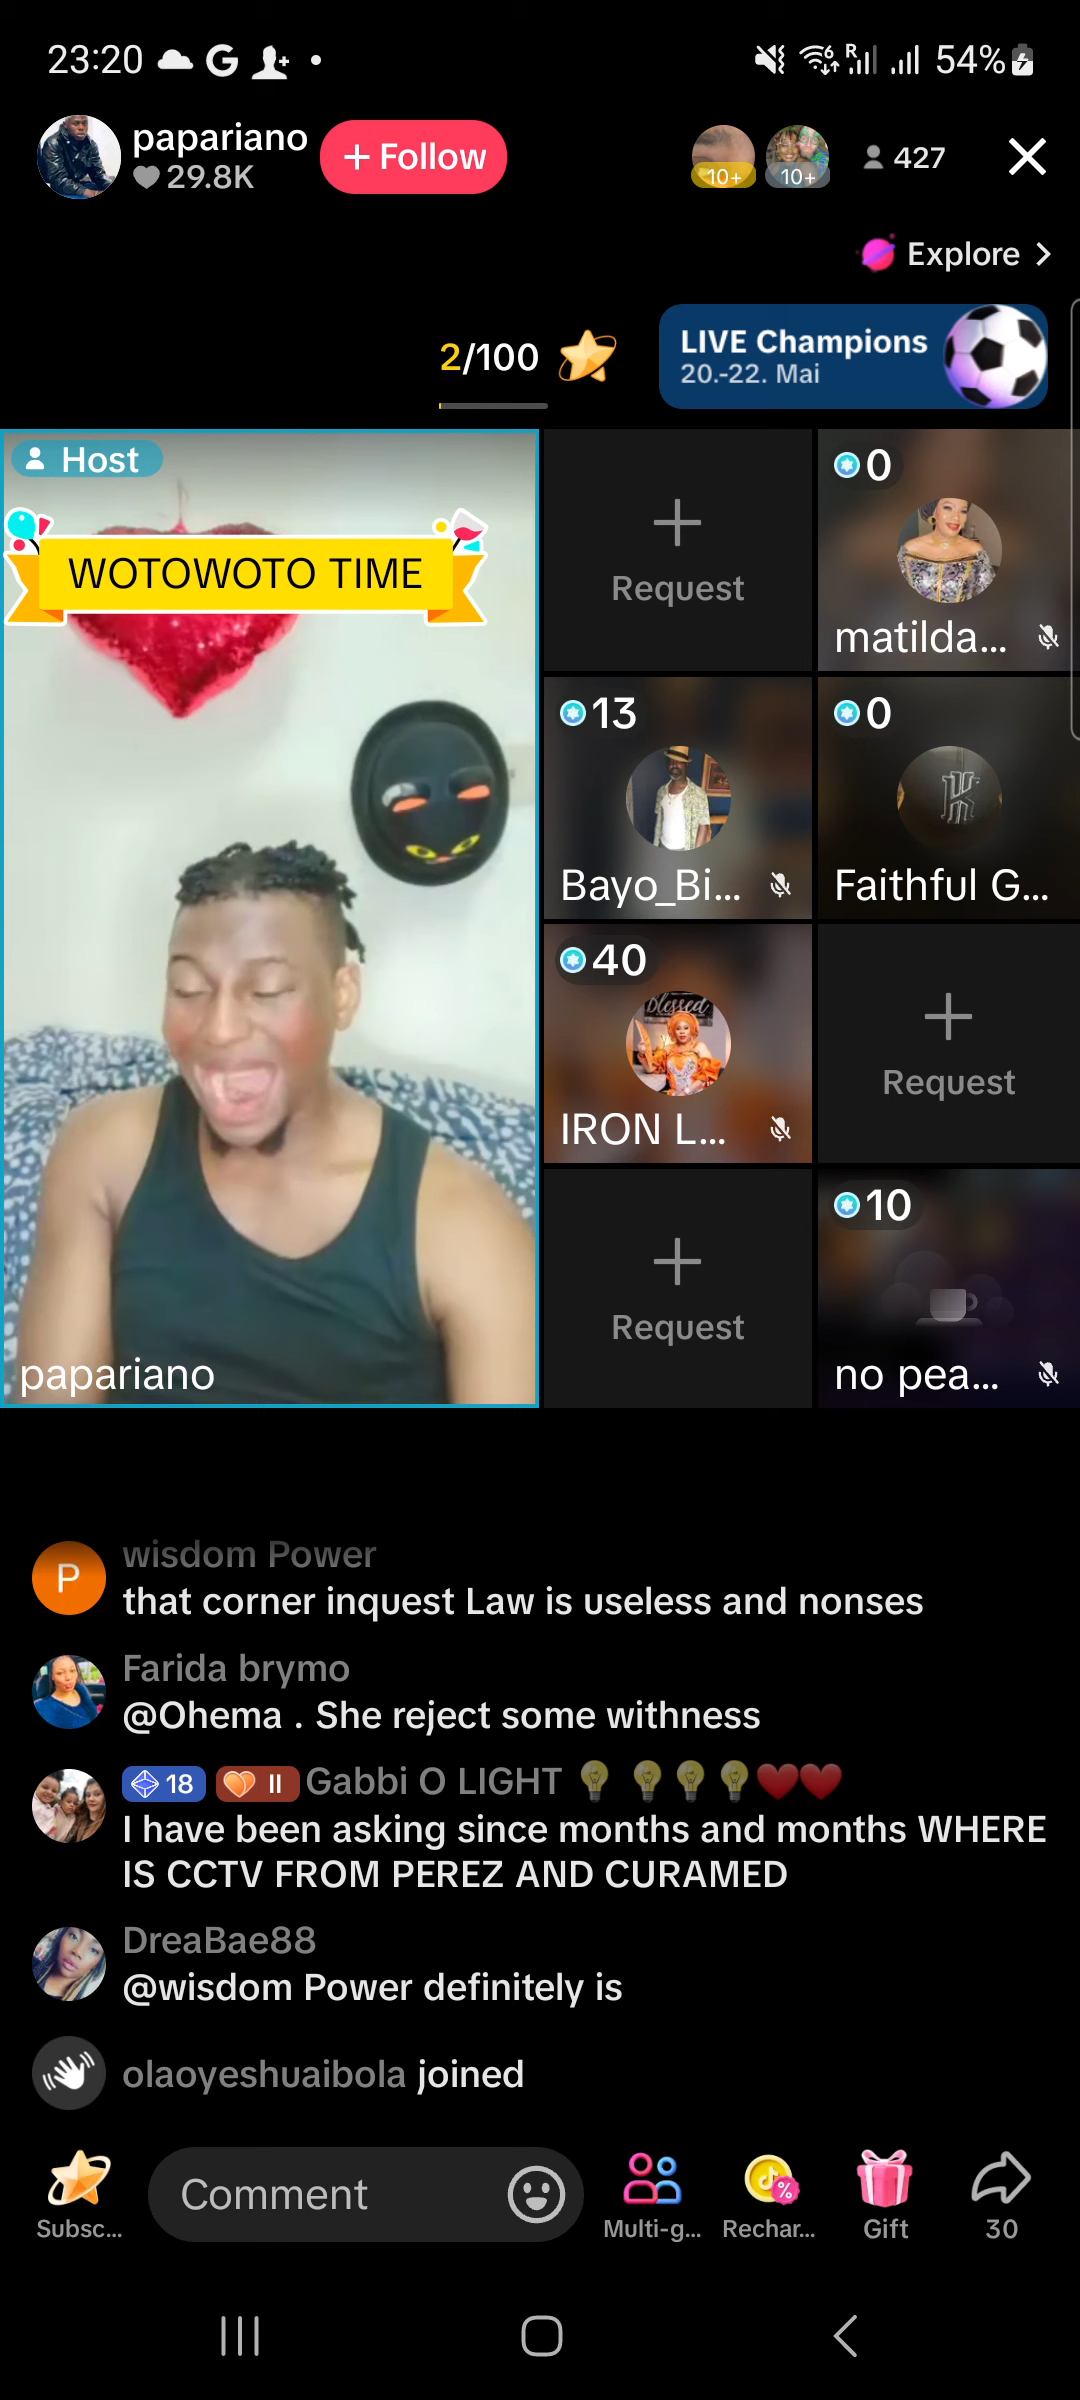 23:20
54%
papariano
29.8K
+ Follow
10+
10+
427
Explore
2/100
LIVE Champions
20.-22. Mai
Host
WOTOWOTO TIME
papariano
Request
0
matilda...
13
Bayo_Bi...
0
Faithful G...
40
Blessed
IRON L...
Request
Request
10
no pea...
P
wisdom Power
that corner inquest Law is useless and nonses
Farida brymo
@Ohema . She reject some withness
18 II Gabbi O LIGHT
I have been asking since months and months WHERE
IS CCTV FROM PEREZ AND CURAMED
DreaBae88
@wisdom Power definitely is
olaoyeshuaibola joined
Subsc...
Comment
Multi-g...
Rechar...
Gift
30